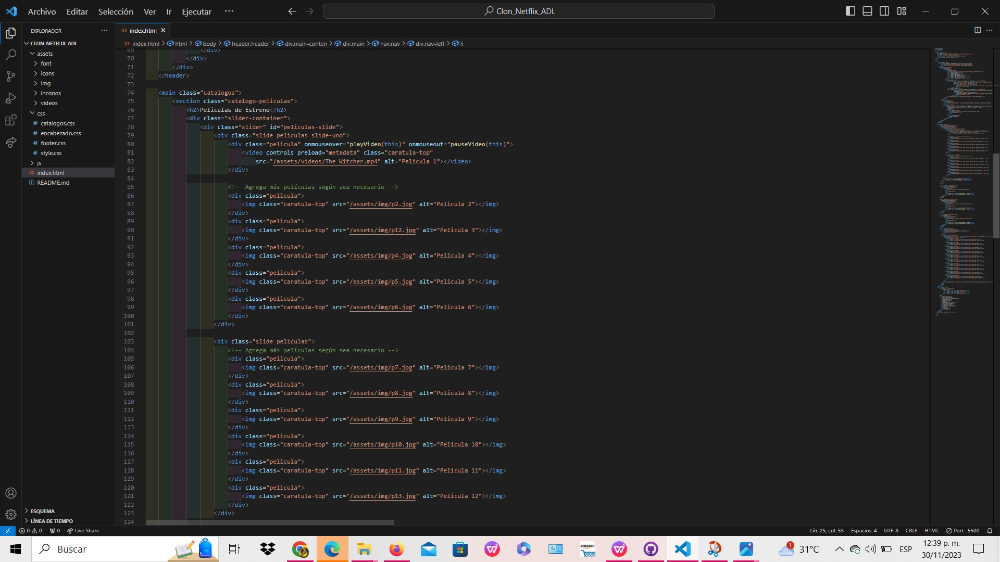 Archivo Editar Selección Ver Ir Ejecutar ··· Clon_Netflix_ADL
EXPLORADOR ···
index.html
index.html > html > body > header.header > div.main-conten > div.main > nav.nav > div.nav-left > li
CLON_NETFLIX_ADL
assets
font
icons
img
inconos
videos
css
catalogos.css
encabezado.css
footer.css
style.css
js
index.html
README.md
ESQUEMA
LÍNEA DE TIEMPO
69 </div>
70 </div>
71 </div>
72 </header>
73
74 <main class="catalogos">
75 <section class="catalogo-peliculas">
76 <h2>Peliculas de Estreno</h2>
77 <div class="slider-container">
78 <div class="slider" id="peliculas-slide">
79 <div class="slide peliculas slide-uno">
80 <div class="pelicula" onmouseover="playVideo(this)" onmouseout="pauseVideo(this)">
81 <video controls preload="metadata" class="caratula-top"
82 src="/assets/videos/The Witcher.mp4" alt="Pelicula 1"></video>
83 </div>
84
85 <!-- Agrega más películas según sea necesario -->
86 <div class="pelicula">
87 <img class="caratula-top" src="/assets/img/p2.jpg" alt="Pelicula 2"></img>
88 </div>
89 <div class="pelicula">
90 <img class="caratula-top" src="/assets/img/p12.jpg" alt="Pelicula 3"></img>
91 </div>
92 <div class="pelicula">
93 <img class="caratula-top" src="/assets/img/p4.jpg" alt="Pelicula 4"></img>
94 </div>
95 <div class="pelicula">
96 <img class="caratula-top" src="/assets/img/p5.jpg" alt="Pelicula 5"></img>
97 </div>
98 <div class="pelicula">
99 <img class="caratula-top" src="/assets/img/p6.jpg" alt="Pelicula 6"></img>
100 </div>
101 </div>
102
103 <div class="slide peliculas">
104 <!-- Agrega más películas según sea necesario -->
105 <div class="pelicula">
106 <img class="caratula-top" src="/assets/img/p7.jpg" alt="Pelicula 7"></img>
107 </div>
108 <div class="pelicula">
109 <img class="caratula-top" src="/assets/img/p8.jpg" alt="Pelicula 8"></img>
110 </div>
111 <div class="pelicula">
112 <img class="caratula-top" src="/assets/img/p9.jpg" alt="Pelicula 9"></img>
113 </div>
114 <div class="pelicula">
115 <img class="caratula-top" src="/assets/img/p10.jpg" alt="Pelicula 10"></img>
116 </div>
117 <div class="pelicula">
118 <img class="caratula-top" src="/assets/img/p11.jpg" alt="Pelicula 11"></img>
119 </div>
120 <div class="pelicula">
121 <img class="caratula-top" src="/assets/img/p13.jpg" alt="Pelicula 12"></img>
122 </div>
123 </div>
124
0 0 0 Live Share Lín. 25, col. 55 Espacios: 4 UTF-8 CRLF HTML Port : 5500
Buscar amazon 1 31°C ESP 12:39 p. m.
30/11/2023